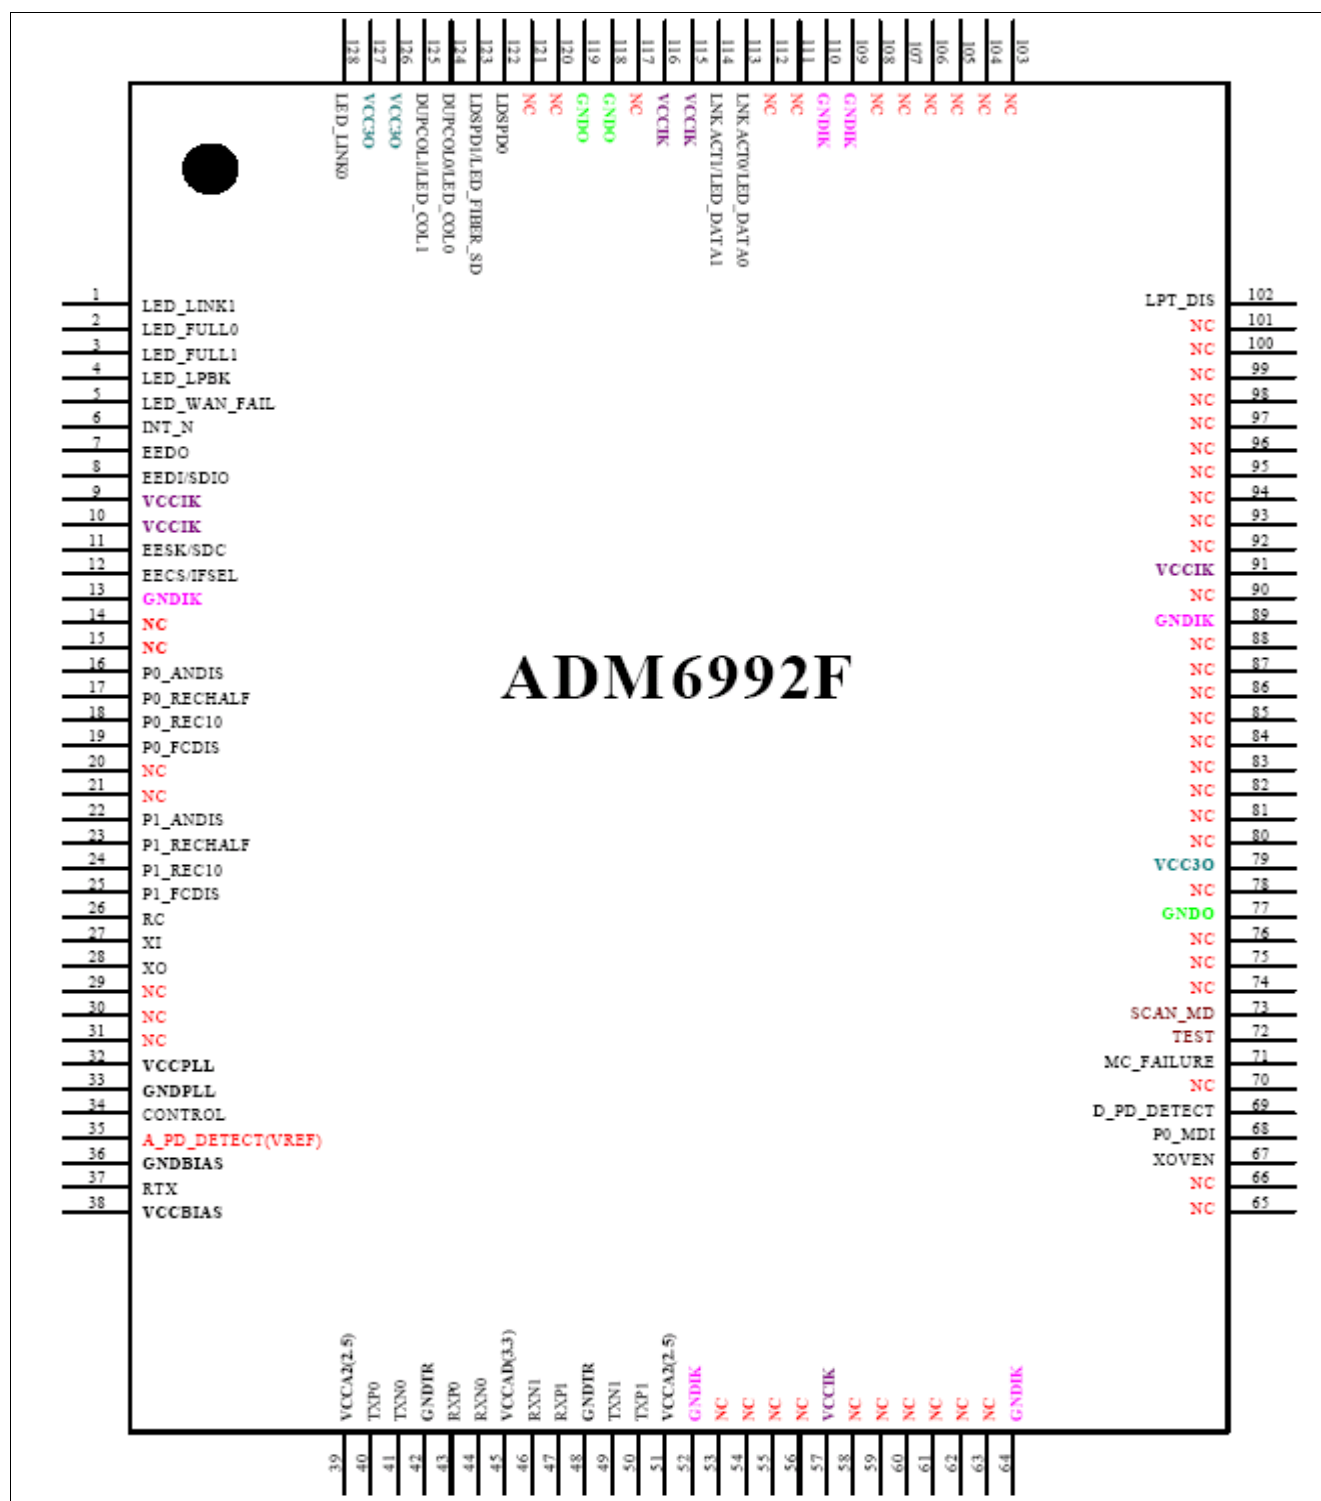 128 127 126 125 124 123 122 121 120 119 118 117 116 115 114 113 112 111 110 109 108 107 106 105 104 103
LED_LINK0
VCC3O
VCC3O
DUPCOL1/LED_COL1
DUPCOL0/LED_COL0
LDSPD1/LED_FIBER_SD
LDSPD0
NC
NC
GNDO
GNDO
NC
VCCIK
VCCIK
LNKACT1/LED_DATA1
LNKACT0/LED_DATA0
NC
NC
GNDIK
GNDIK
NC
NC
NC
NC
NC
NC
1 LED_LINK1
2 LED_FULL0
3 LED_FULL1
4 LED_LPBK
5 LED_WAN_FAIL
6 INT_N
7 EEDO
8 EEDI/SDIO
9 VCCIK
10 VCCIK
11 EESK/SDC
12 EECS/IFSEL
13 GNDIK
14 NC
15 NC
16 P0_ANDIS
17 P0_RECHALF
18 P0_REC10
19 P0_FCDIS
20 NC
21 NC
22 P1_ANDIS
23 P1_RECHALF
24 P1_REC10
25 P1_FCDIS
26 RC
27 XI
28 XO
29 NC
30 NC
31 NC
32 VCCPLL
33 GNDPLL
34 CONTROL
35 A_PD_DETECT(VREF)
36 GNDBIAS
37 RTX
38 VCCBIAS
ADM6992F
LPT_DIS 102
NC 101
NC 100
NC 99
NC 98
NC 97
NC 96
NC 95
NC 94
NC 93
NC 92
VCCIK 91
NC 90
GNDIK 89
NC 88
NC 87
NC 86
NC 85
NC 84
NC 83
NC 82
NC 81
NC 80
VCC3O 79
NC 78
GNDO 77
NC 76
NC 75
NC 74
SCAN_MD 73
TEST 72
MC_FAILURE 71
NC 70
D_PD_DETECT 69
P0_MDI 68
XOVEN 67
NC 66
NC 65
VCCA2(2.5)
TXP0
TXN0
GNDTR
RXP0
RXN0
VCCAD(3.3)
RXN1
RXP1
GNDTR
TXN1
TXP1
VCCA2(2.5)
GNDIK
NC
NC
NC
NC
VCCIK
NC
NC
NC
NC
NC
NC
GNDIK
39 40 41 42 43 44 45 46 47 48 49 50 51 52 53 54 55 56 57 58 59 60 61 62 63 64